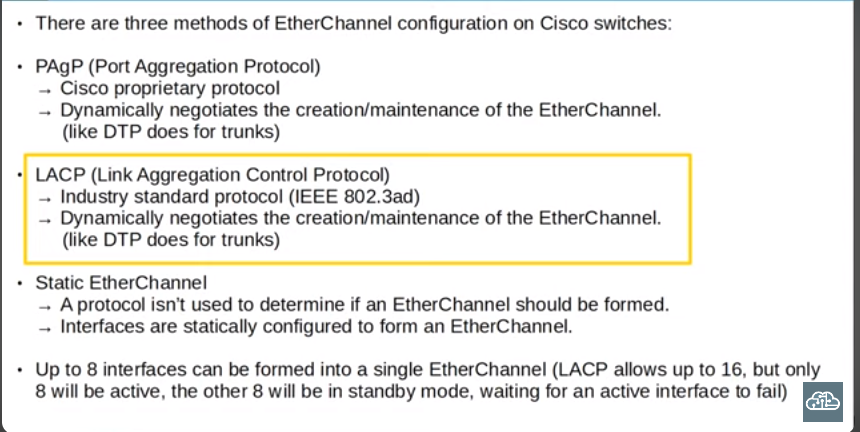 • There are three methods of EtherChannel configuration on Cisco switches:
• PAgP (Port Aggregation Protocol)
→ Cisco proprietary protocol
→ Dynamically negotiates the creation/maintenance of the EtherChannel.
(like DTP does for trunks)
• LACP (Link Aggregation Control Protocol)
→ Industry standard protocol (IEEE 802.3ad)
→ Dynamically negotiates the creation/maintenance of the EtherChannel.
(like DTP does for trunks)
• Static EtherChannel
→ A protocol isn't used to determine if an EtherChannel should be formed.
→ Interfaces are statically configured to form an EtherChannel.
• Up to 8 interfaces can be formed into a single EtherChannel (LACP allows up to 16, but only
8 will be active, the other 8 will be in standby mode, waiting for an active interface to fail)